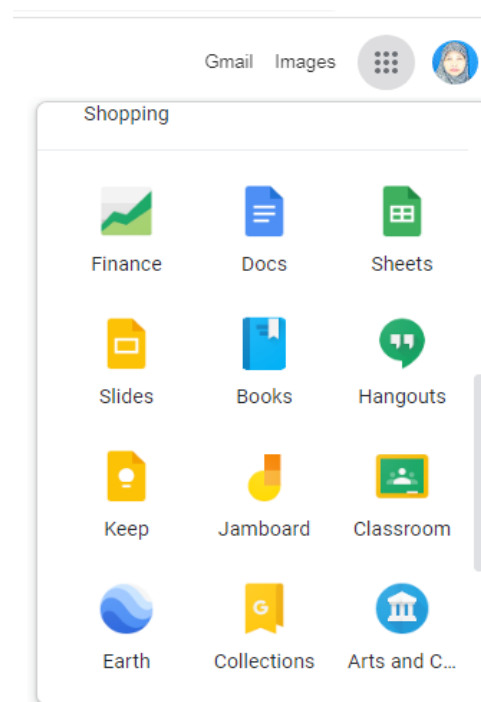 Gmail Images
Shopping
Finance Docs Sheets
Slides Books Hangouts
Keep Jamboard Classroom
G
Earth Collections Arts and C...